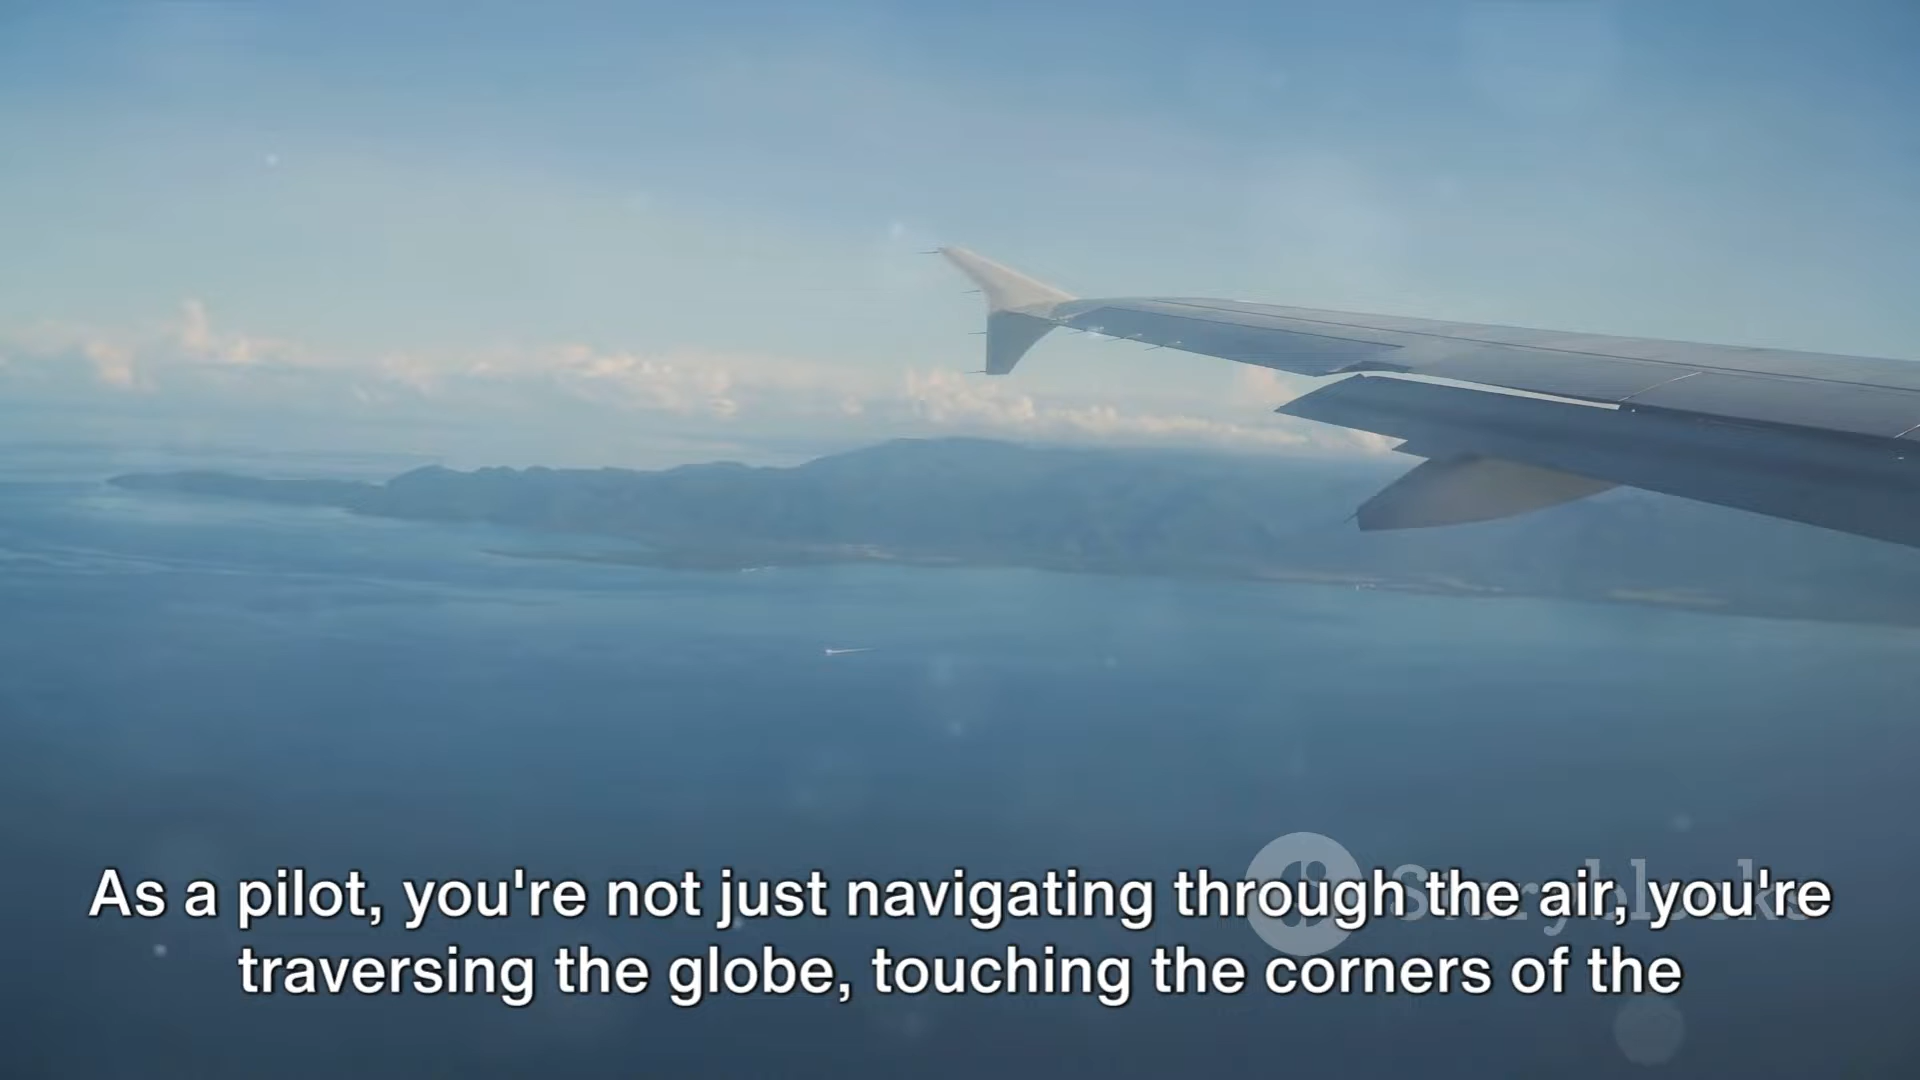 As a pilot, you're not just navigating through the air, you're
traversing the globe, touching the corners of the
Storyblocks